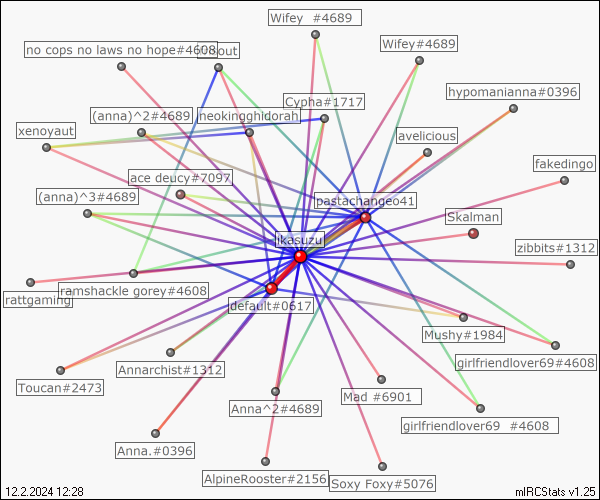 Wifey  #4689
Wifey#4689
no cops no laws no hope#4608
hypomanianna#0396
Cypha#1717
(anna)^2#4689
neokingghidorah
xenoyaut
avelicious
fakedingo
ace deucy#7097
(anna)^3#4689
pastachangeo41
Skalman
ikasuzu
zibbits#1312
ramshackle gorey#4608
rattgaming
default#0617
Mushy#1984
Annarchist#1312
girlfriendlover69#4608
Toucan#2473
Mad #6901
Anna^2#4689
girlfriendlover69  #4608
Anna.#0396
AlpineRooster#2156
Soxy Foxy#5076
12.2.2024 12:28
mIRCStats v1.25